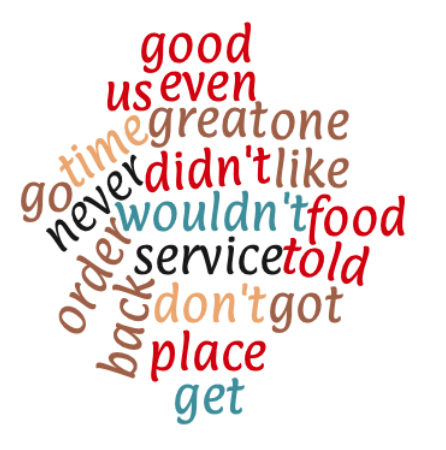 good
us even
time great one
go never didn't like
wouldn't food
order service told
back don't got
place
get